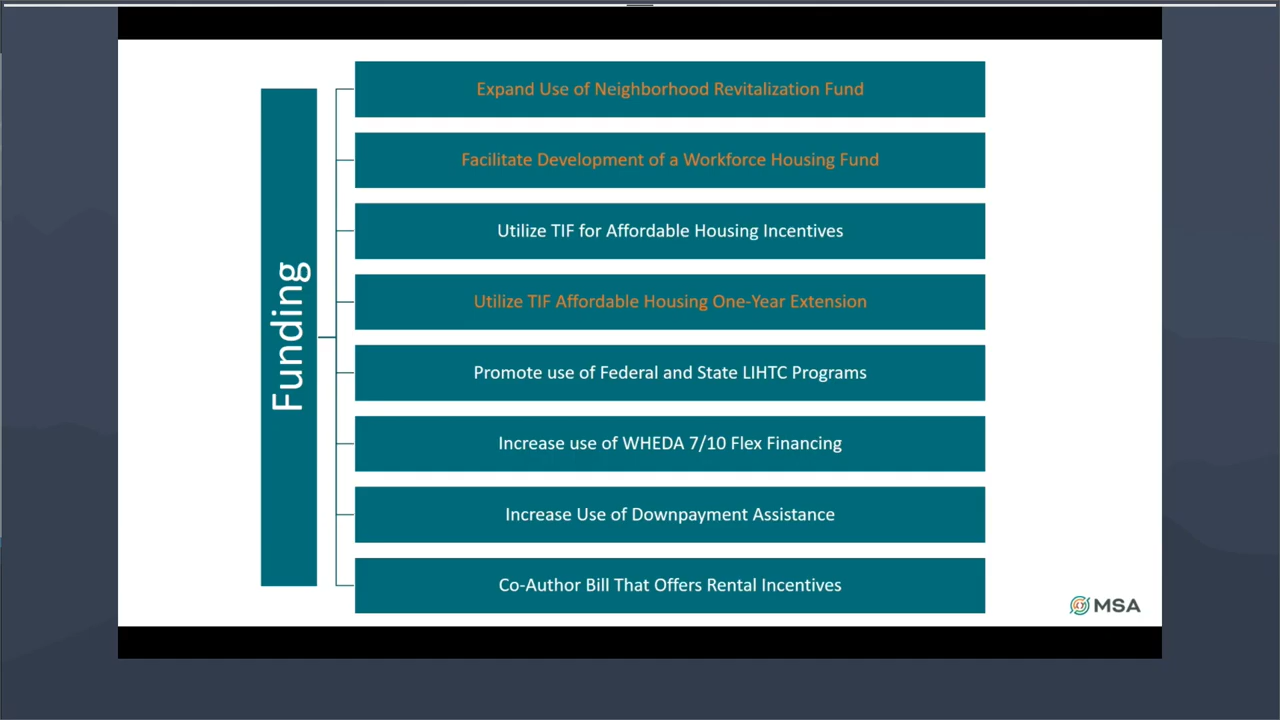 Funding
Expand Use of Neighborhood Revitalization Fund
Facilitate Development of a Workforce Housing Fund
Utilize TIF for Affordable Housing Incentives
Utilize TIF Affordable Housing One-Year Extension
Promote use of Federal and State LIHTC Programs
Increase use of WHEDA 7/10 Flex Financing
Increase Use of Downpayment Assistance
Co-Author Bill That Offers Rental Incentives
MSA